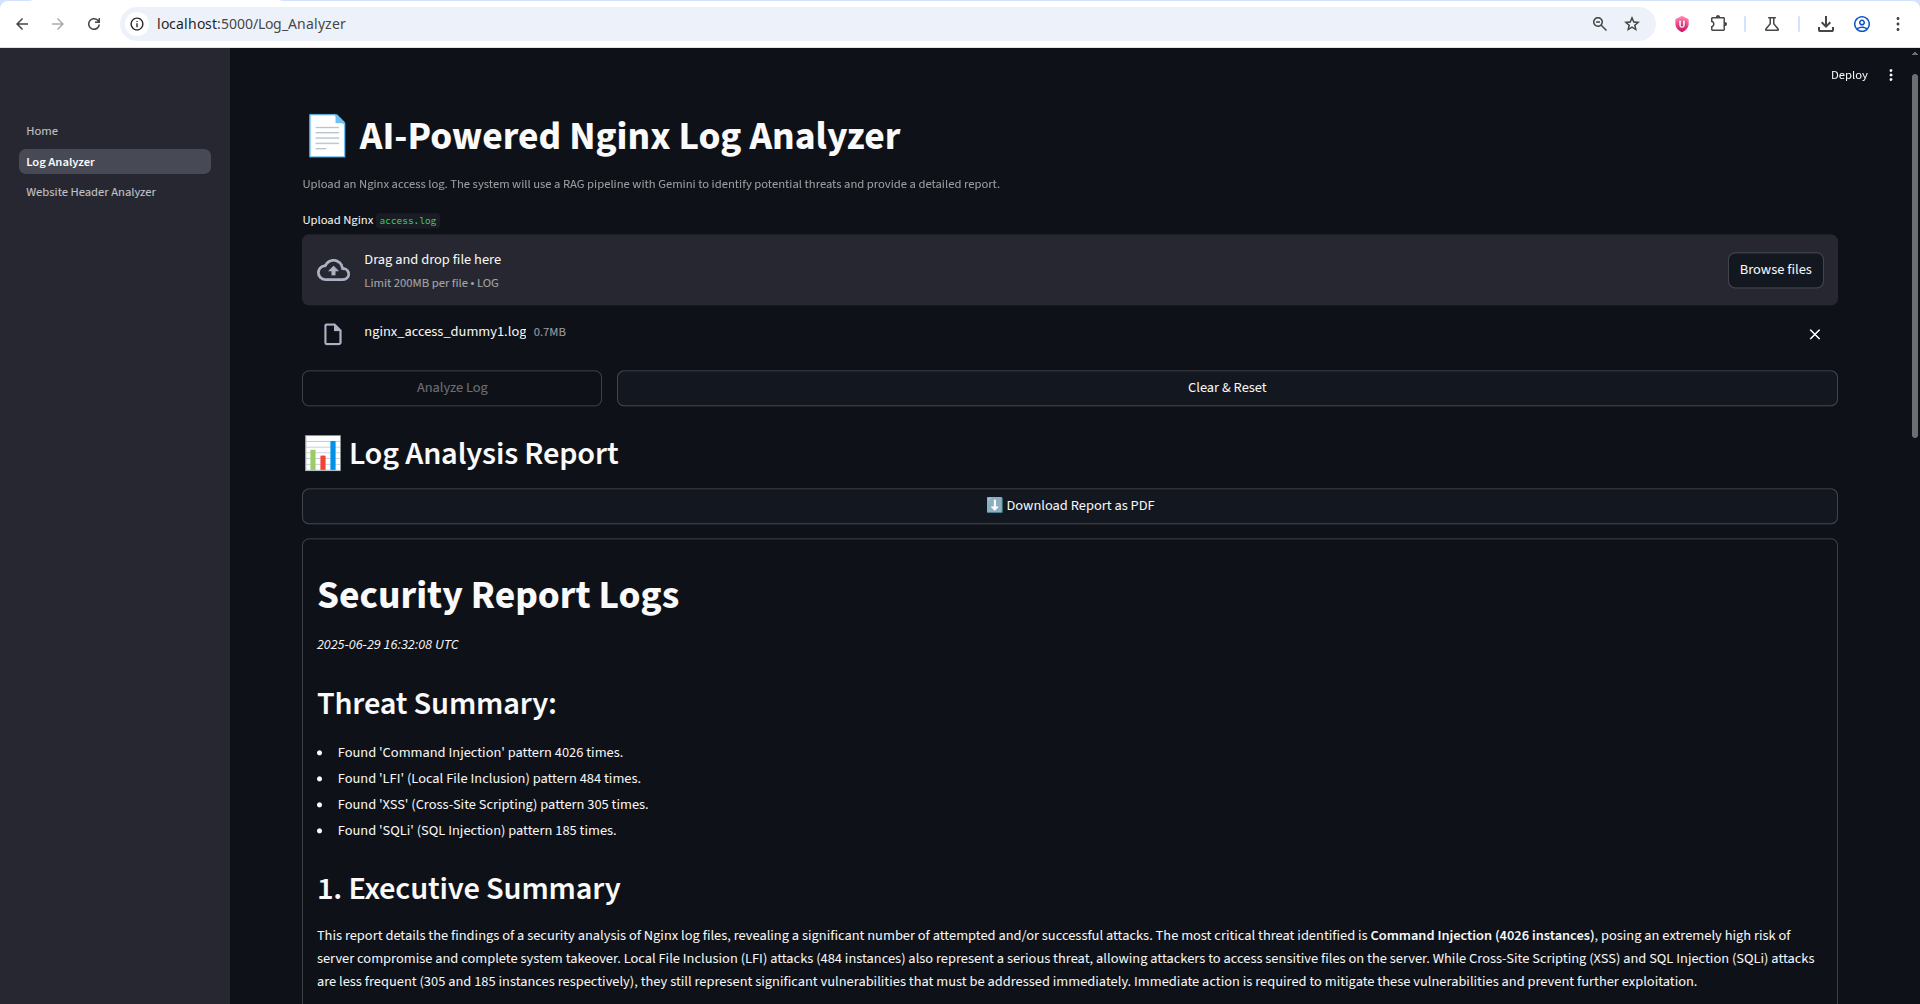 localhost:5000/Log_Analyzer
Deploy
Home
Log Analyzer
Website Header Analyzer
AI-Powered Nginx Log Analyzer
Upload an Nginx access log. The system will use a RAG pipeline with Gemini to identify potential threats and provide a detailed report.
Upload Nginx access.log
Drag and drop file here
Limit 200MB per file • LOG
Browse files
nginx_access_dummy1.log 0.7MB
Analyze Log
Clear & Reset
Log Analysis Report
Download Report as PDF
Security Report Logs
2025-06-29 16:32:08 UTC
Threat Summary:
• Found 'Command Injection' pattern 4026 times.
• Found 'LFI' (Local File Inclusion) pattern 484 times.
• Found 'XSS' (Cross-Site Scripting) pattern 305 times.
• Found 'SQLi' (SQL Injection) pattern 185 times.
1. Executive Summary
This report details the findings of a security analysis of Nginx log files, revealing a significant number of attempted and/or successful attacks. The most critical threat identified is Command Injection (4026 instances), posing an extremely high risk of
server compromise and complete system takeover. Local File Inclusion (LFI) attacks (484 instances) also represent a serious threat, allowing attackers to access sensitive files on the server. While Cross-Site Scripting (XSS) and SQL Injection (SQLi) attacks
are less frequent (305 and 185 instances respectively), they still represent significant vulnerabilities that must be addressed immediately. Immediate action is required to mitigate these vulnerabilities and prevent further exploitation.